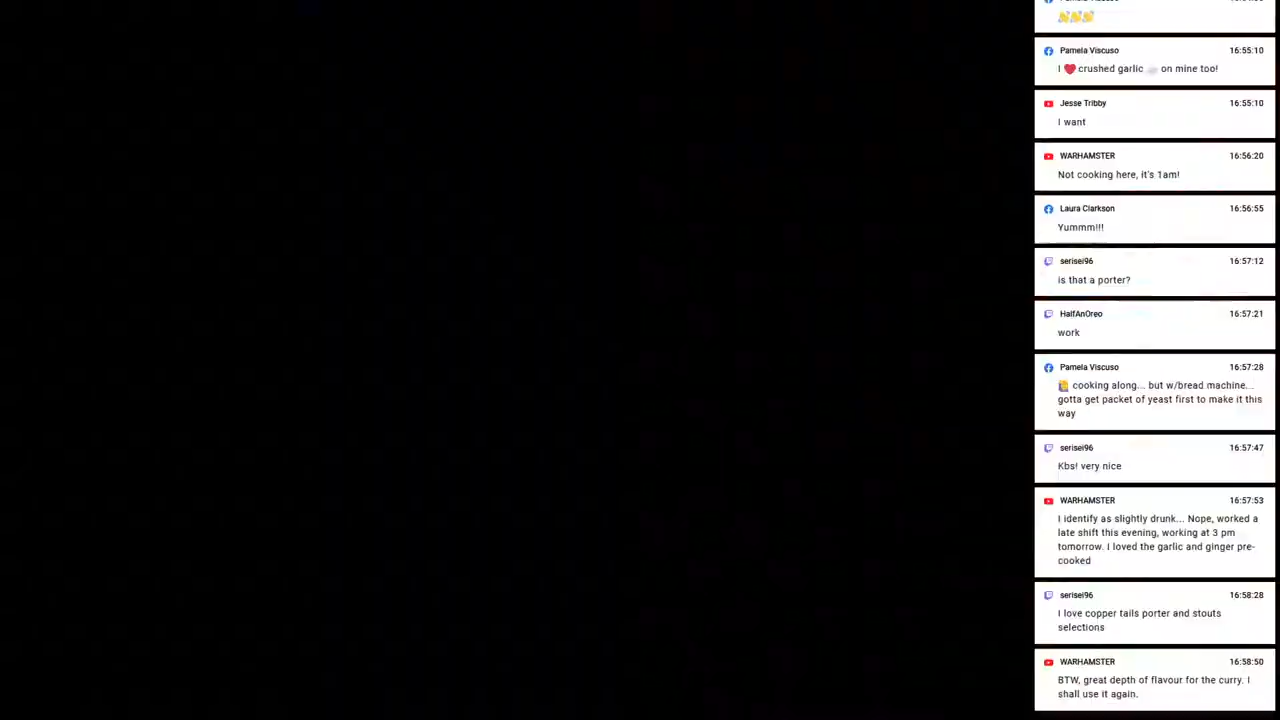 Pamela Viscuso 16:55:10
I ❤️ crushed garlic 🧄 on mine too!
Jesse Tribby 16:55:10
I want
WARHAMSTER 16:56:20
Not cooking here, it's 1am!
Laura Clarkson 16:56:55
Yummm!!!
serisei96 16:57:12
is that a porter?
HalfAnOreo 16:57:21
work
Pamela Viscuso 16:57:28
cooking along... but w/bread machine...
gotta get packet of yeast first to make it this
way
serisei96 16:57:47
Kbs! very nice
WARHAMSTER 16:57:53
I identify as slightly drunk... Nope, worked a
late shift this evening, working at 3 pm
tomorrow. I loved the garlic and ginger pre-
cooked
serisei96 16:58:28
I love copper tails porter and stouts
selections
WARHAMSTER 16:58:50
BTW, great depth of flavour for the curry. I
shall use it again.